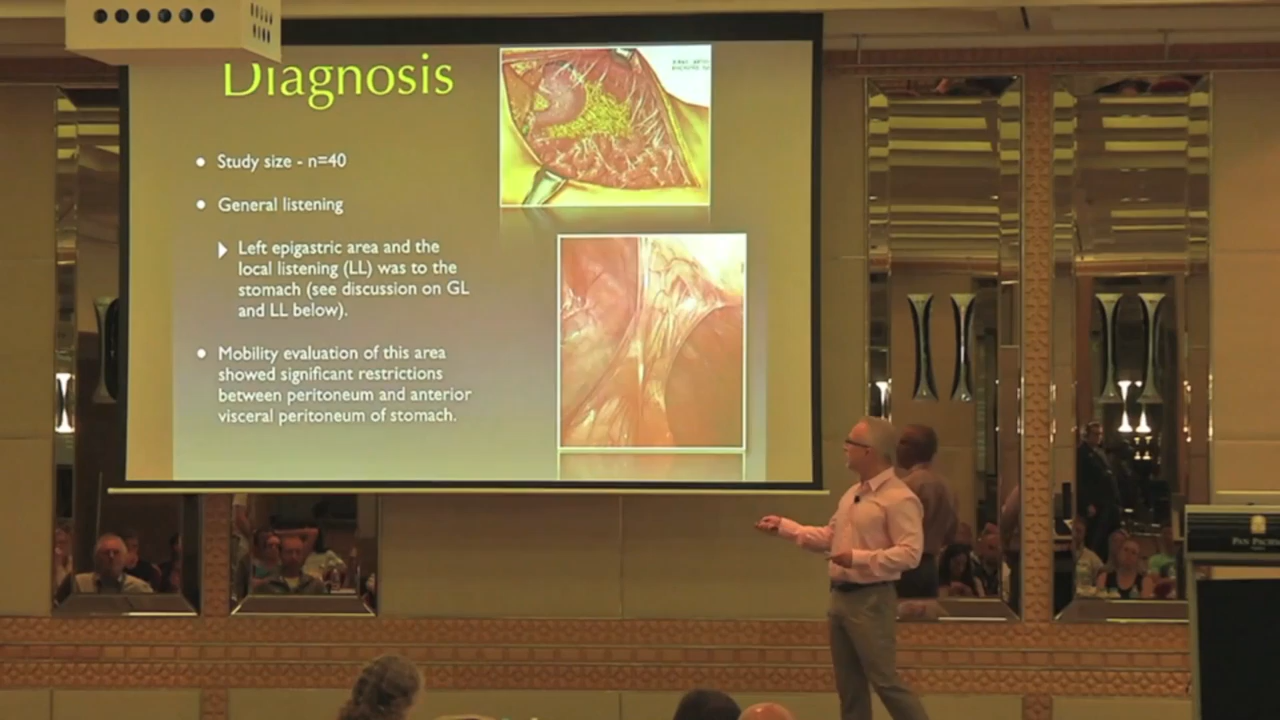 Diagnosis
Study size - n=40
General listening
Left epigastric area and the
local listening (LL) was to the
stomach (see discussion on GL
and LL below).
Mobility evaluation of this area
showed significant restrictions
between peritoneum and anterior
visceral peritoneum of stomach.
PAN PACIFIC